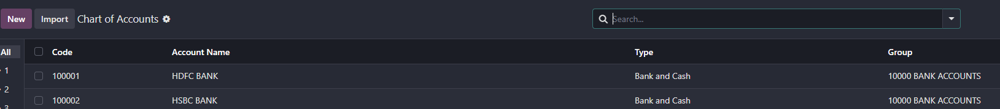 New Import Chart of Accounts Search...
All Code Account Name Type Group
1 100001 HDFC BANK Bank and Cash 10000 BANK ACCOUNTS
2 100002 HSBC BANK Bank and Cash 10000 BANK ACCOUNTS
3